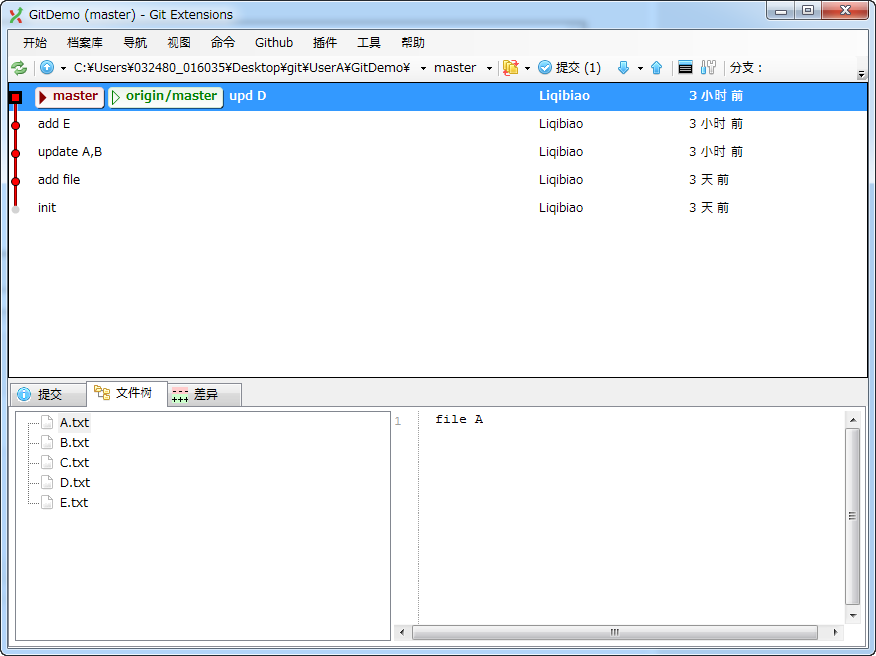 GitDemo (master) - Git Extensions
开始 档案库 导航 视图 命令 Github 插件 工具 帮助
C:¥Users¥032480_016035¥Desktop¥git¥UserA¥GitDemo¥ master 提交 (1) 分支：
master origin/master upd D Liqibiao 3 小时 前
add E Liqibiao 3 小时 前
update A,B Liqibiao 3 小时 前
add file Liqibiao 3 天 前
init Liqibiao 3 天 前
提交 文件树 差异
A.txt
B.txt
C.txt
D.txt
E.txt
1 file A